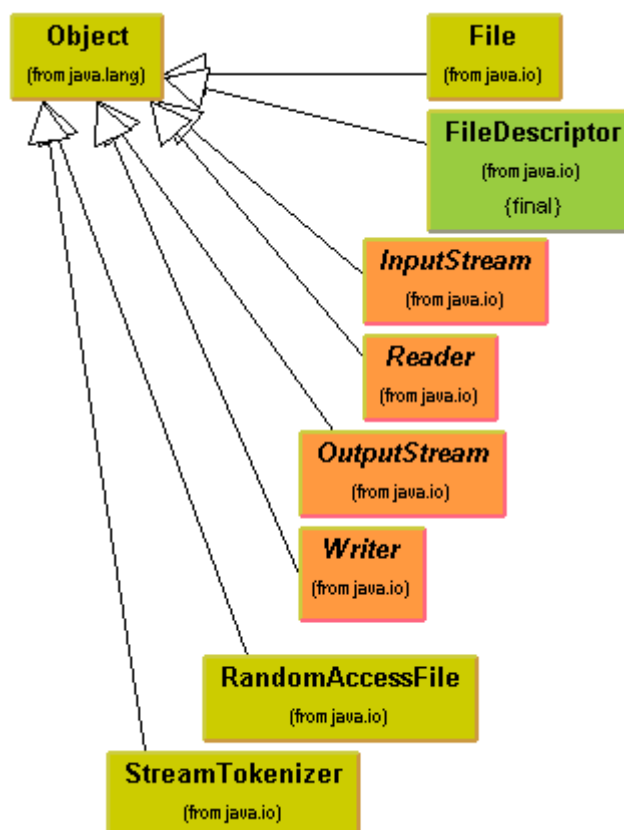 Object
(from java.lang)
File
(from java.io)
FileDescriptor
(from java.io)
{final}
InputStream
(from java.io)
Reader
(from java.io)
OutputStream
(from java.io)
Writer
(from java.io)
RandomAccessFile
(from java.io)
StreamTokenizer
(from java.io)